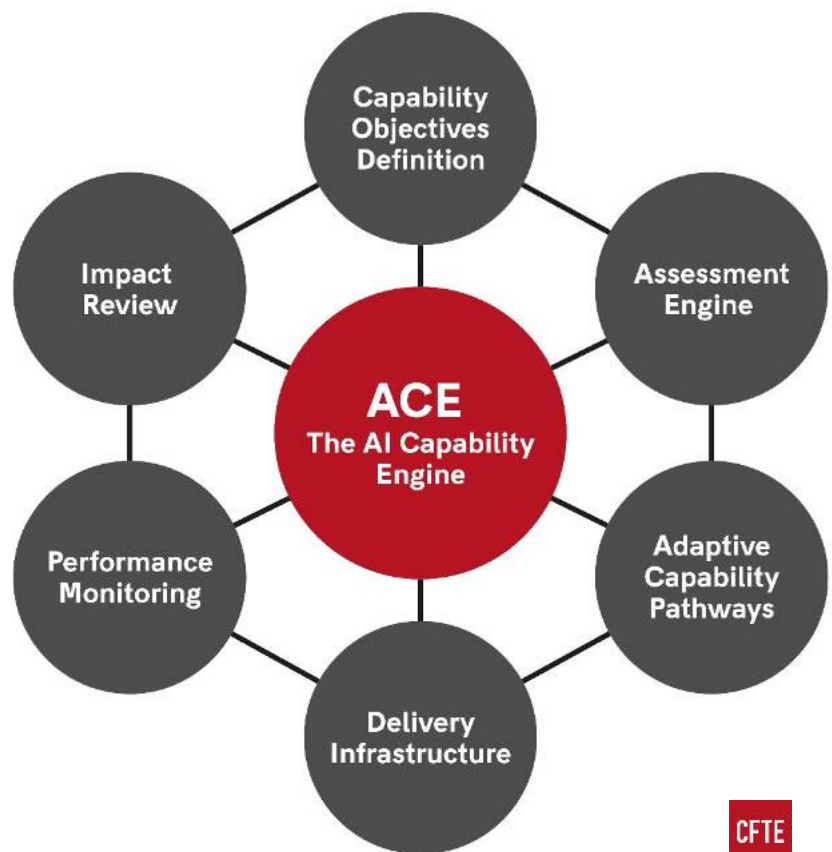 Capability
Objectives
Definition
Impact
Review
Assessment
Engine
ACE
The AI Capability
Engine
Performance
Monitoring
Adaptive
Capability
Pathways
Delivery
Infrastructure
CFTE